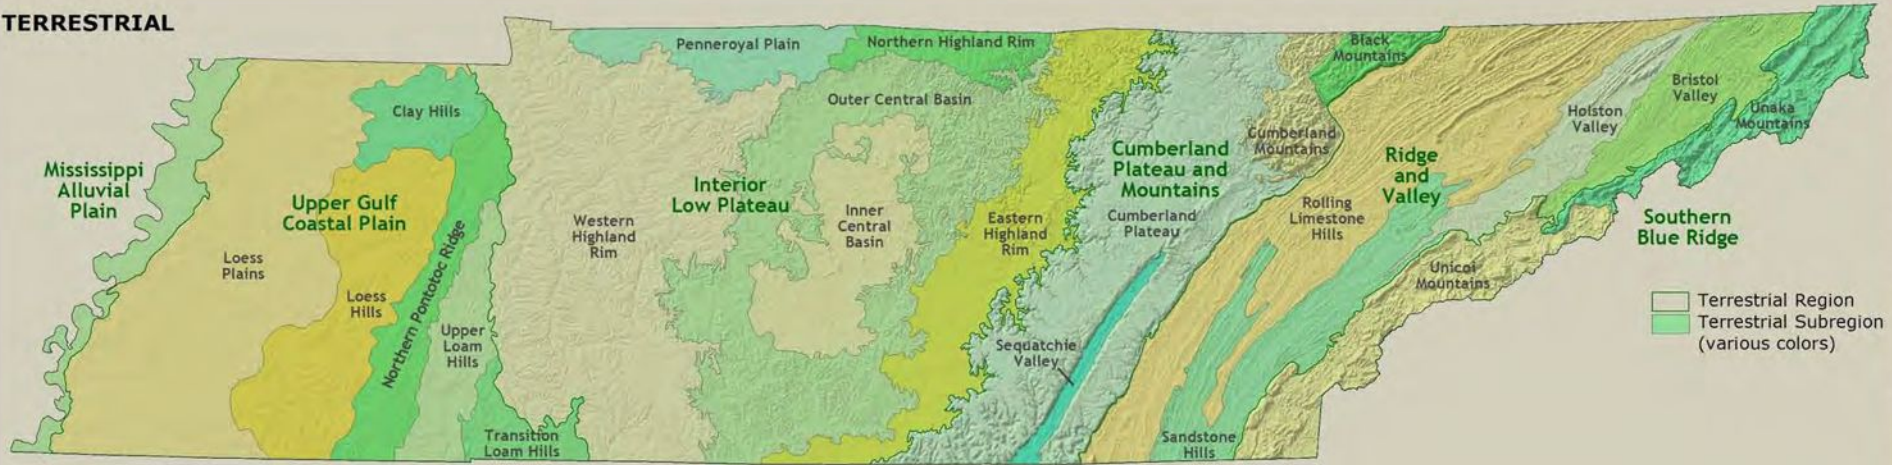 TERRESTRIAL
Mississippi
Alluvial
Plain
Loess
Plains
Upper Gulf
Coastal Plain
Clay Hills
Loess
Hills
Northern Pontotoc Ridge
Upper
Loam
Hills
Transition
Loam Hills
Western
Highland
Rim
Penneroyal Plain
Northern Highland Rim
Outer Central Basin
Interior
Low Plateau
Inner
Central
Basin
Eastern
Highland
Rim
Cumberland
Plateau and
Mountains
Cumberland
Plateau
Sequatchie
Valley
Cumberland
Mountains
Black
Mountains
Ridge
and
Valley
Rolling
Limestone
Hills
Sandstone
Hills
Holston
Valley
Bristol
Valley
Unaka
Mountains
Unicoi
Mountains
Southern
Blue Ridge
Terrestrial Region
Terrestrial Subregion
(various colors)